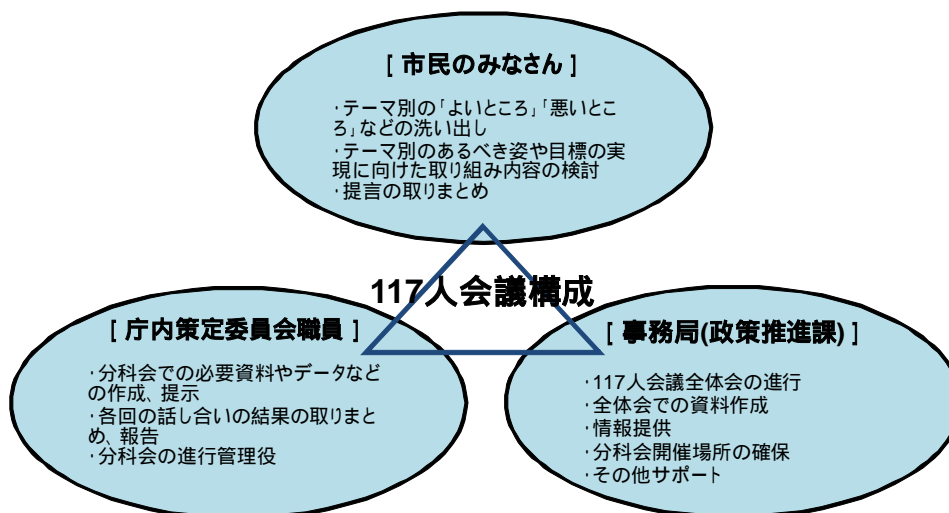 [ 市民のみなさん ]
･テーマ別の｢よいところ｣｢悪いとこ
ろ｣などの洗い出し
･テーマ別のあるべき姿や目標の実
現に向けた取り組み内容の検討
･提言の取りまとめ
117人会議構成
[ 庁内策定委員会職員 ]
･分科会での必要資料やデータなど
の作成､提示
･各回の話し合いの結果の取りまと
め､報告
･分科会の進行管理役
[ 事務局(政策推進課) ]
･117人会議全体会の進行
･全体会での資料作成
･情報提供
･分科会開催場所の確保
･その他サポート